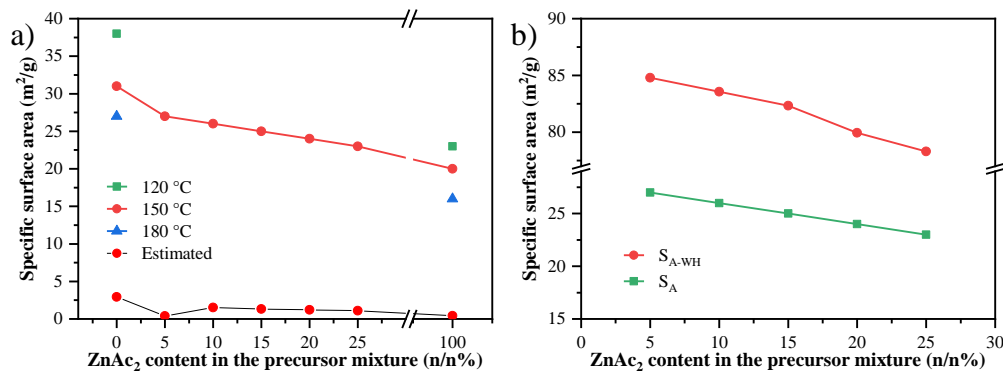 a)
Specific surface area (m²/g)
40
35
30
25
20
15
10
5
0
120 °C
150 °C
180 °C
Estimated
0 5 10 15 20 25 100
ZnAc₂ content in the precursor mixture (n/n%)
b)
Specific surface area (m²/g)
85
80
25
20
15
S_A-WH
S_A
0 5 10 15 20 25 30
ZnAc₂ content in the precursor mixture (n/n%)